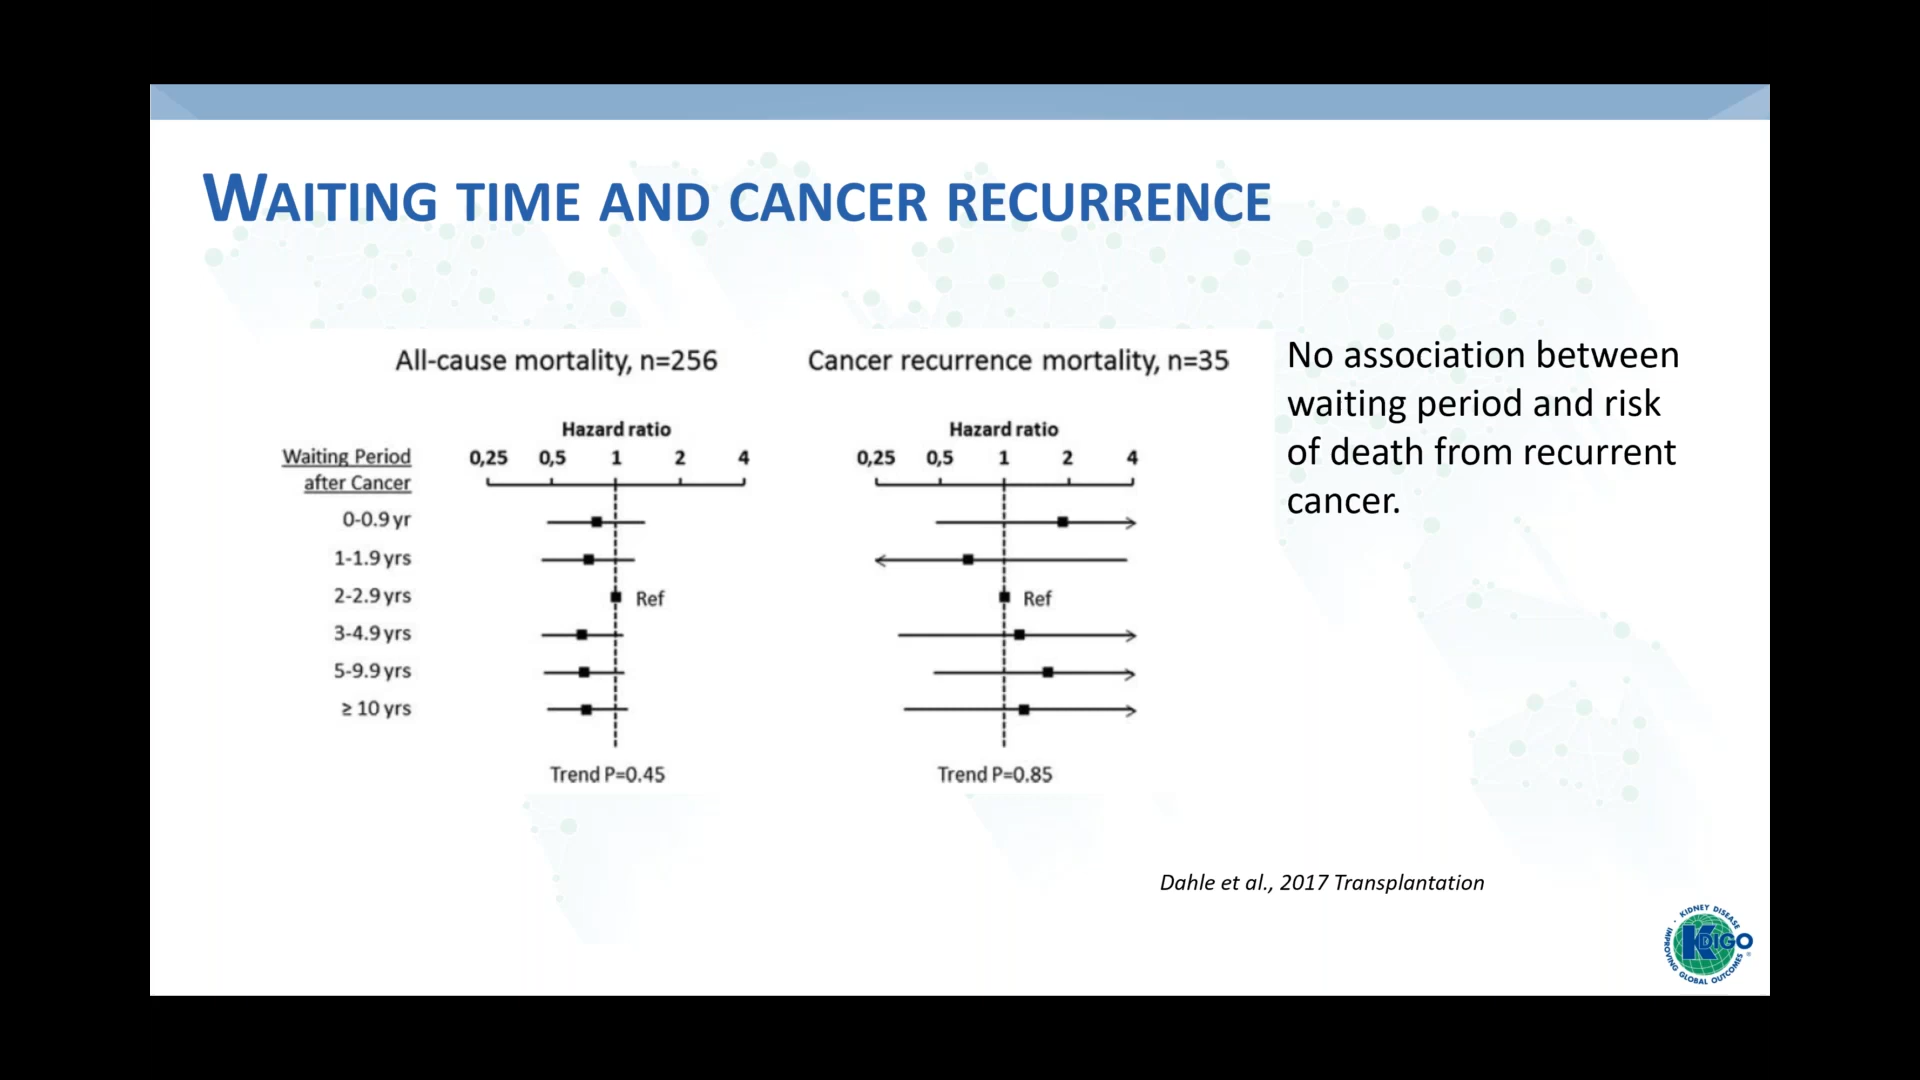 WAITING TIME AND CANCER RECURRENCE
All-cause mortality, n=256
Cancer recurrence mortality, n=35
No association between
waiting period and risk
of death from recurrent
cancer.
Hazard ratio
Hazard ratio
Waiting Period
after Cancer
0,25 0,5 1 2 4
0,25 0,5 1 2 4
0-0.9 yr
1-1.9 yrs
2-2.9 yrs
Ref
Ref
3-4.9 yrs
5-9.9 yrs
≥ 10 yrs
Trend P=0.45
Trend P=0.85
Dahle et al., 2017 Transplantation
KIDNEY DISEASE
KDIGO
IMPROVING GLOBAL OUTCOMES
®